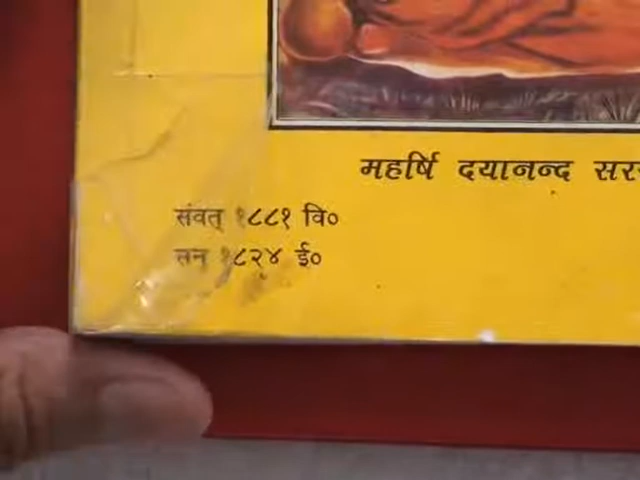 महर्षि दयानन्द
संवत् १८८१ वि०
सन् १८२४ ई०